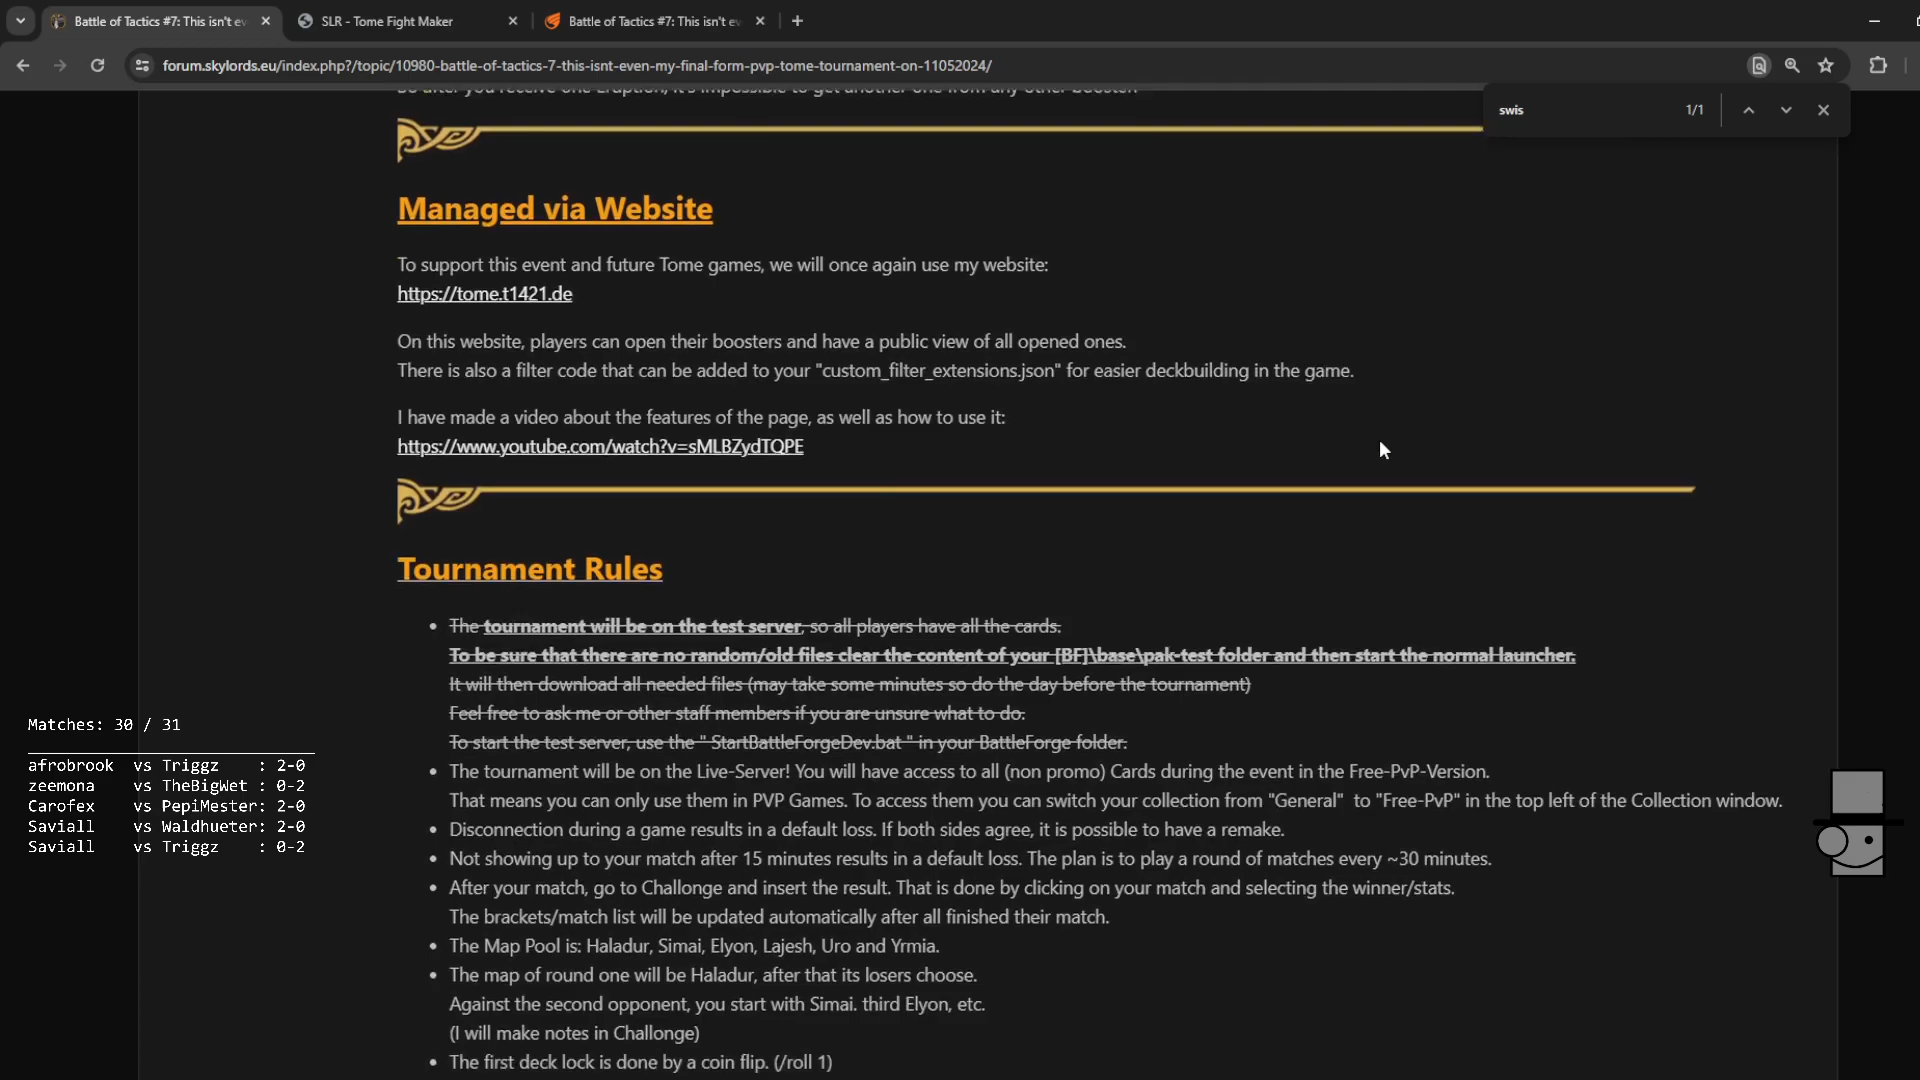 Battle of Tactics #7: This isn't ev
SLR - Tome Fight Maker
Battle of Tactics #7: This isn't ev
forum.skylords.eu/index.php?/topic/10980-battle-of-tactics-7-this-isnt-even-my-final-form-pvp-tome-tournament-on-11052024/
So after you receive one Eruption, it's impossible to get another one from any other booster.
swis
1/1
Managed via Website
To support this event and future Tome games, we will once again use my website:
https://tome.t1421.de
On this website, players can open their boosters and have a public view of all opened ones.
There is also a filter code that can be added to your "custom_filter_extensions.json" for easier deckbuilding in the game.
I have made a video about the features of the page, as well as how to use it:
https://www.youtube.com/watch?v=sMLBZydTQPE
Tournament Rules
The tournament will be on the test server, so all players have all the cards.
To be sure that there are no random/old files clear the content of your [BF]\base\pak-test folder and then start the normal launcher.
It will then download all needed files (may take some minutes so do the day before the tournament)
Feel free to ask me or other staff members if you are unsure what to do.
To start the test server, use the " StartBattleForgeDev.bat " in your BattleForge folder.
The tournament will be on the Live-Server! You will have access to all (non promo) Cards during the event in the Free-PvP-Version.
That means you can only use them in PVP Games. To access them you can switch your collection from "General"  to "Free-PvP" in the top left of the Collection window.
Disconnection during a game results in a default loss. If both sides agree, it is possible to have a remake.
Not showing up to your match after 15 minutes results in a default loss. The plan is to play a round of matches every ~30 minutes.
After your match, go to Challonge and insert the result. That is done by clicking on your match and selecting the winner/stats.
The brackets/match list will be updated automatically after all finished their match.
The Map Pool is: Haladur, Simai, Elyon, Lajesh, Uro and Yrmia.
The map of round one will be Haladur, after that its losers choose.
Against the second opponent, you start with Simai. third Elyon, etc.
(I will make notes in Challonge)
The first deck lock is done by a coin flip. (/roll 1)
Matches: 30 / 31
afrobrook vs Triggz : 2-0
zeemona vs TheBigWet : 0-2
Carofex vs PepiMester: 2-0
Saviall vs Waldhueter: 2-0
Saviall vs Triggz : 0-2